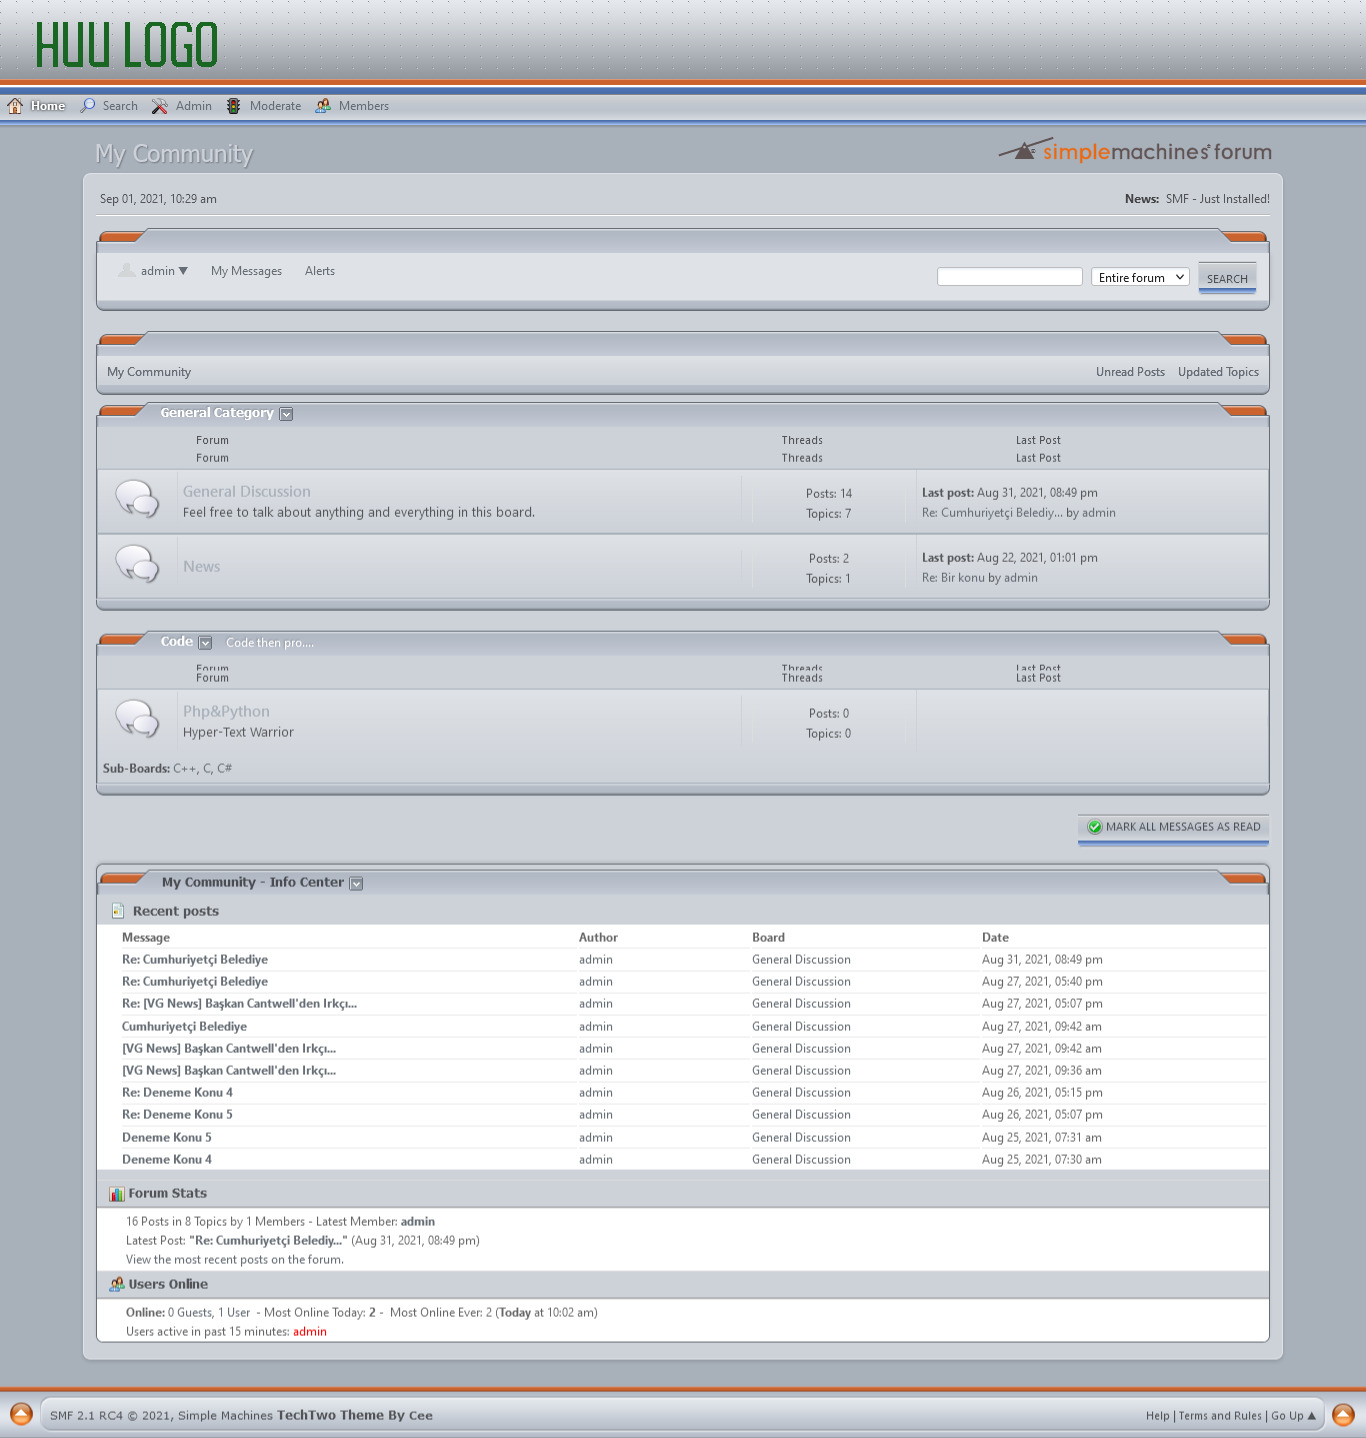 HUU LOGO
Home Search Admin Moderate Members
My Community simplemachines forum
Sep 01, 2021, 10:29 am News: SMF - Just Installed!
admin ▼ My Messages Alerts Entire forum SEARCH
My Community Unread Posts Updated Topics
General Category
Forum Threads Last Post
Forum Threads Last Post
General Discussion
Feel free to talk about anything and everything in this board.
Posts: 14
Topics: 7
Last post: Aug 31, 2021, 08:49 pm
Re: Cumhuriyetçi Belediy... by admin
News
Posts: 2
Topics: 1
Last post: Aug 22, 2021, 01:01 pm
Re: Bir konu by admin
Code Code then pro....
Forum Threads Last Post
Forum Threads Last Post
Php&Python
Hyper-Text Warrior
Posts: 0
Topics: 0
Sub-Boards: C++, C, C#
MARK ALL MESSAGES AS READ
My Community - Info Center
Recent posts
Message Author Board Date
Re: Cumhuriyetçi Belediye admin General Discussion Aug 31, 2021, 08:49 pm
Re: Cumhuriyetçi Belediye admin General Discussion Aug 27, 2021, 05:40 pm
Re: [VG News] Başkan Cantwell'den Irkçı... admin General Discussion Aug 27, 2021, 05:07 pm
Cumhuriyetçi Belediye admin General Discussion Aug 27, 2021, 09:42 am
[VG News] Başkan Cantwell'den Irkçı... admin General Discussion Aug 27, 2021, 09:42 am
[VG News] Başkan Cantwell'den Irkçı... admin General Discussion Aug 27, 2021, 09:36 am
Re: Deneme Konu 4 admin General Discussion Aug 26, 2021, 05:15 pm
Re: Deneme Konu 5 admin General Discussion Aug 26, 2021, 05:07 pm
Deneme Konu 5 admin General Discussion Aug 25, 2021, 07:31 am
Deneme Konu 4 admin General Discussion Aug 25, 2021, 07:30 am
Forum Stats
16 Posts in 8 Topics by 1 Members - Latest Member: admin
Latest Post: "Re: Cumhuriyetçi Belediy..." (Aug 31, 2021, 08:49 pm)
View the most recent posts on the forum.
Users Online
Online: 0 Guests, 1 User - Most Online Today: 2 - Most Online Ever: 2 (Today at 10:02 am)
Users active in past 15 minutes: admin
SMF 2.1 RC4 © 2021, Simple Machines TechTwo Theme By Cee Help | Terms and Rules | Go Up ▲